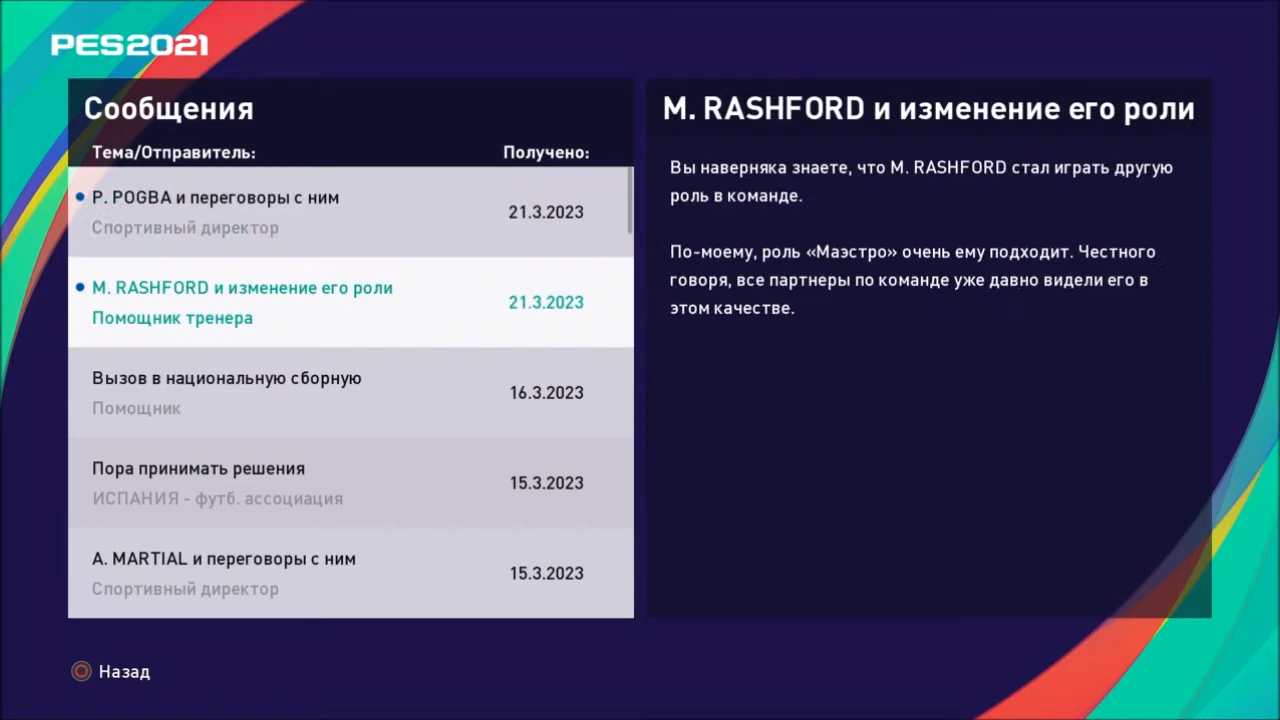 PES2021
Сообщения
Тема/Отправитель: Получено:
P. POGBA и переговоры с ним
Спортивный директор
21.3.2023
M. RASHFORD и изменение его роли
Помощник тренера
21.3.2023
Вызов в национальную сборную
Помощник
16.3.2023
Пора принимать решения
ИСПАНИЯ - футб. ассоциация
15.3.2023
A. MARTIAL и переговоры с ним
Спортивный директор
15.3.2023
M. RASHFORD и изменение его роли
Вы наверняка знаете, что M. RASHFORD стал играть другую
роль в команде.
По-моему, роль «Маэстро» очень ему подходит. Честного
говоря, все партнеры по команде уже давно видели его в
этом качестве.
Назад